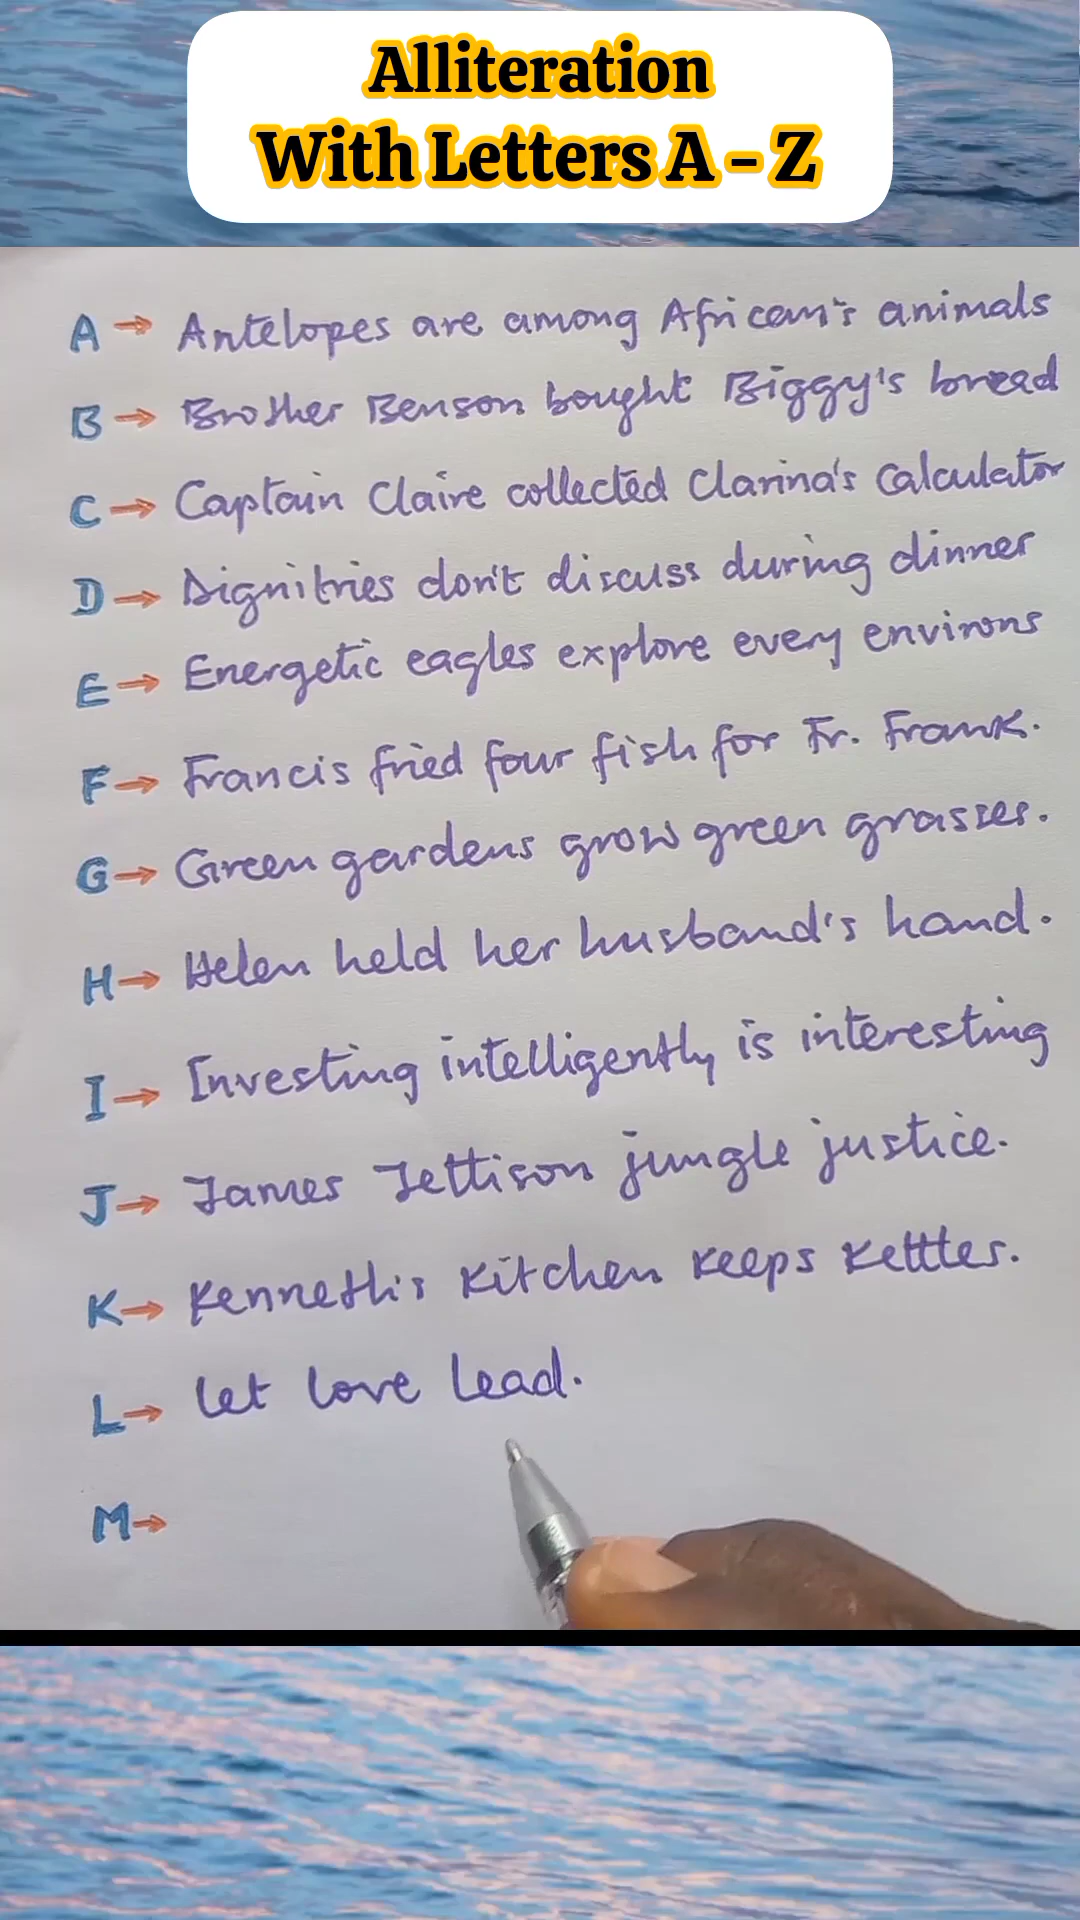 Alliteration
With Letters A - Z
A → Antelopes are among African's animals
B → Brother Benson bought Biggy's bread
C → Captain Claire collected Clarina's Calculator
D → Dignitries don't discuss during dinner
E → Energetic eagles explore every environs
F → Francis fried four fish for Fr. Frank.
G → Green gardens grow green grasses.
H → Helen held her husband's hand.
I → Investing intelligently is interesting
J → James Jettison jungle justice.
K → Kenneth's Kitchen keeps Kettles.
L → Let love lead.
M →